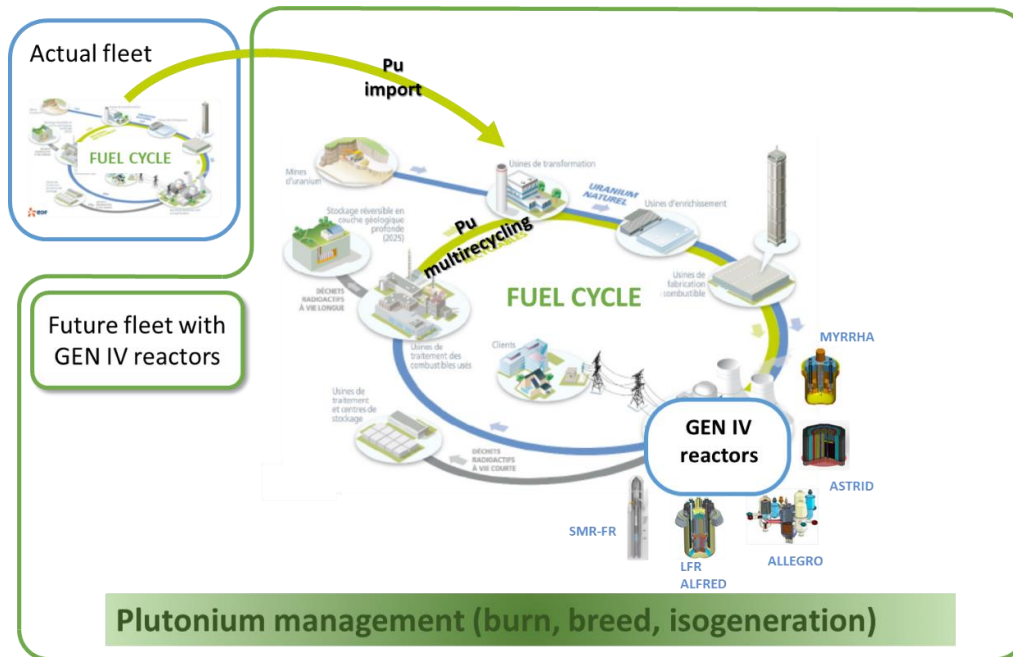 Actual fleet
FUEL CYCLE
edf
Pu
import
Mines
d'uranium
Usines de transformation
URANIUM
NATUREL
Usines d'enrichissement
Stockage réversible en
couche géologique
profonde
(2025)
Pu
multirecycling
RECYCLABLES
Usines de
fabrication
combustible
DÉCHETS
RADIOACTIFS
À VIE LONGUE
FUEL CYCLE
Future fleet with
GEN IV reactors
Usines de
traitement des
combustibles usés
Clients
MYRRHA
Usines de
traitement
et centres de
stockage
GEN IV
reactors
DÉCHETS
RADIOACTIFS
À VIE COURTE
ASTRID
SMR-FR
LFR
ALFRED
ALLEGRO
Plutonium management (burn, breed, isogeneration)